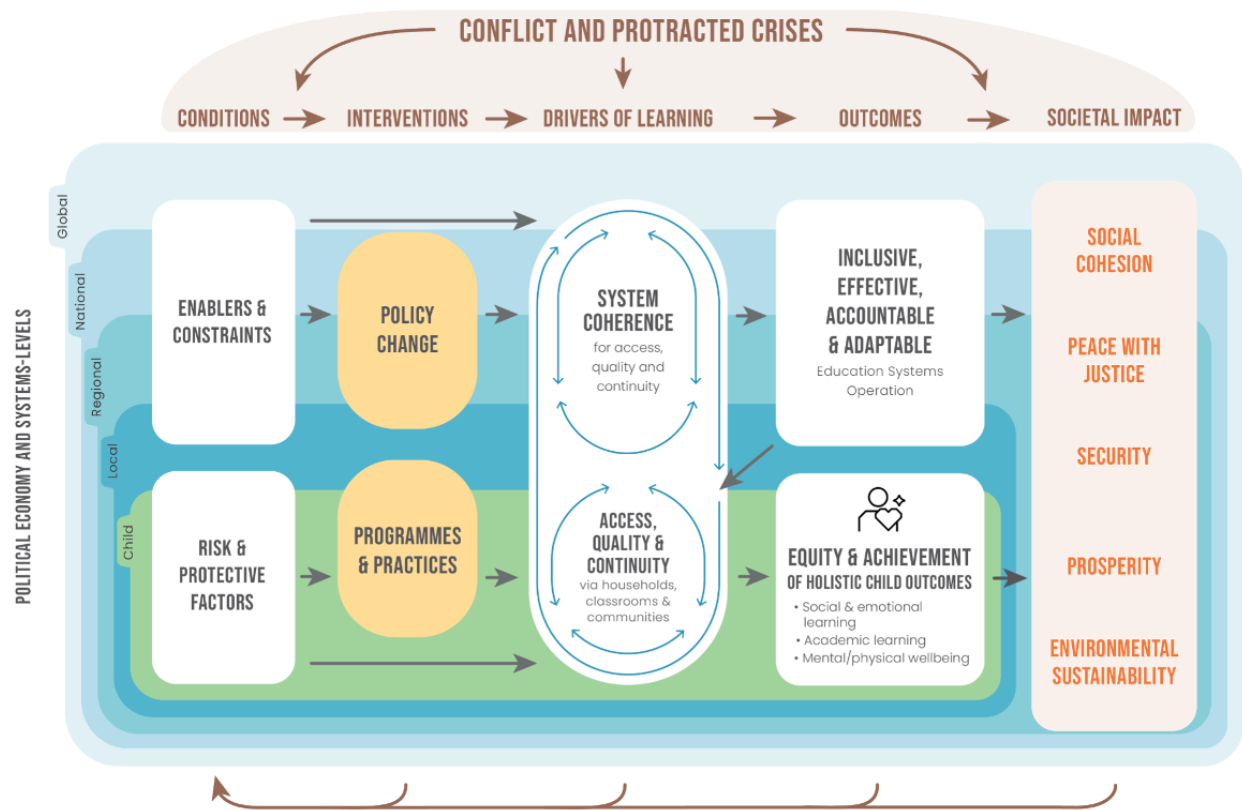 CONFLICT AND PROTRACTED CRISES
CONDITIONS
INTERVENTIONS
DRIVERS OF LEARNING
OUTCOMES
SOCIETAL IMPACT
POLITICAL ECONOMY AND SYSTEMS-LEVELS
Global
National
Regional
Local
Child
ENABLERS &
CONSTRAINTS
POLICY
CHANGE
SYSTEM
COHERENCE
for access,
quality and
continuity
INCLUSIVE,
EFFECTIVE,
ACCOUNTABLE
& ADAPTABLE
Education Systems
Operation
RISK &
PROTECTIVE
FACTORS
PROGRAMMES
& PRACTICES
ACCESS,
QUALITY &
CONTINUITY
via households,
classrooms &
communities
EQUITY & ACHIEVEMENT
OF HOLISTIC CHILD OUTCOMES
• Social & emotional
learning
• Academic learning
• Mental/physical wellbeing
SOCIAL
COHESION
PEACE WITH
JUSTICE
SECURITY
PROSPERITY
ENVIRONMENTAL
SUSTAINABILITY